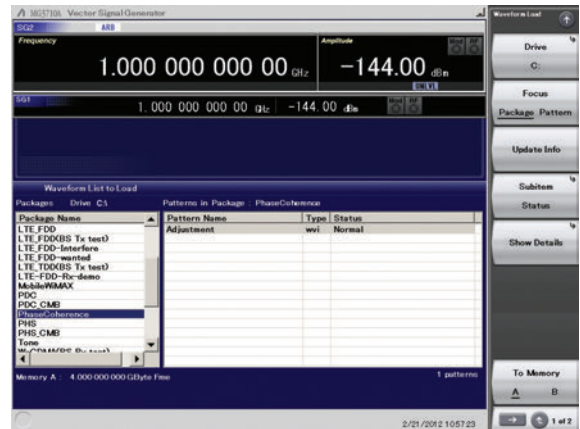 MG3710A Vector Signal Generator
SG2 ARB
Frequency
1.000 000 000 00 GHz
Amplitude
Mod RF
-144.00 dBm
UNLVL
SG1 1.000 000 000 00 GHz -144.00 dBm Mod RF
Waveform List to Load
Packages Drive C:\ Patterns in Package : PhaseCoherence
Package Name
LTE_FDD
LTE_FDD(BS Tx test)
LTE_FDD-Interfere
LTE_FDD-wanted
LTE_TDD(BS Tx test)
LTE-FDD-Rx-demo
MobileWiMAX
PDC
PDC_CMB
PhaseCoherence
PHS
PHS_CMB
Tone
Pattern Name Type Status
Adjustment wvi Normal
Memory A : 4.000 000 000 GByte Free
1 patterns
2/21/2012 10:57:23
Waveform Load
Drive
C:
Focus
Package Pattern
Update Info
Subitem
Status
Show Details
To Memory
A B
1 of 2